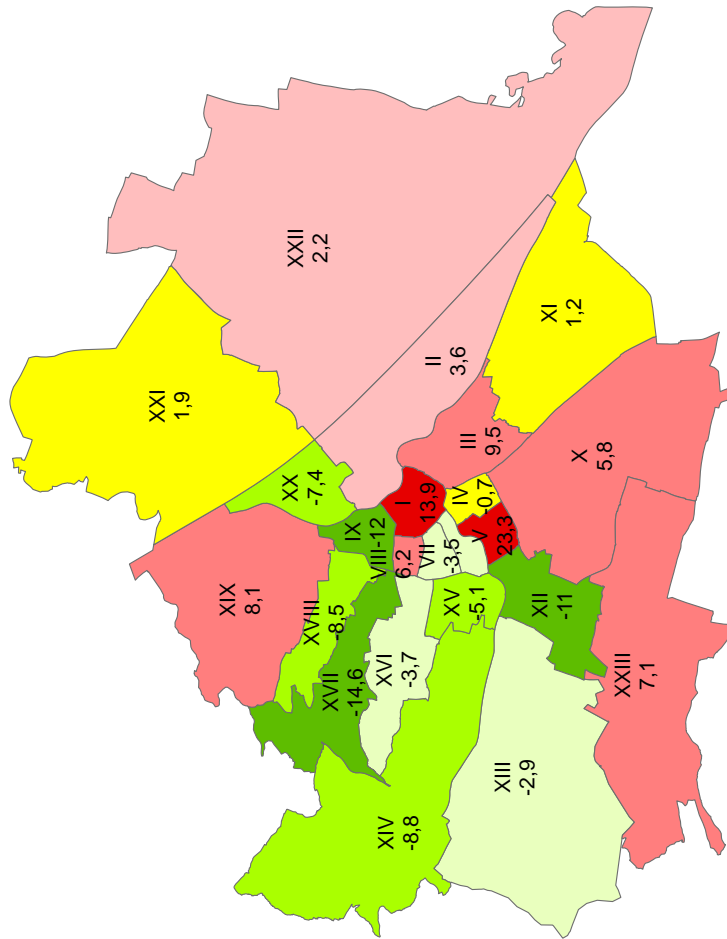 XXI
1,9
XIX
8,1
XX
-7,4
XXII
2,2
XVIII
-8,5
XVII
-14,6
IX
-12
VIII
6,2
XIV
-8,8
XVI
-3,7
I
13,9
VII
-3,5
II
3,6
XV
-5,1
IV
-0,7
III
9,5
V
23,3
XIII
-2,9
XII
-11
XI
1,2
X
5,8
XXIII
7,1